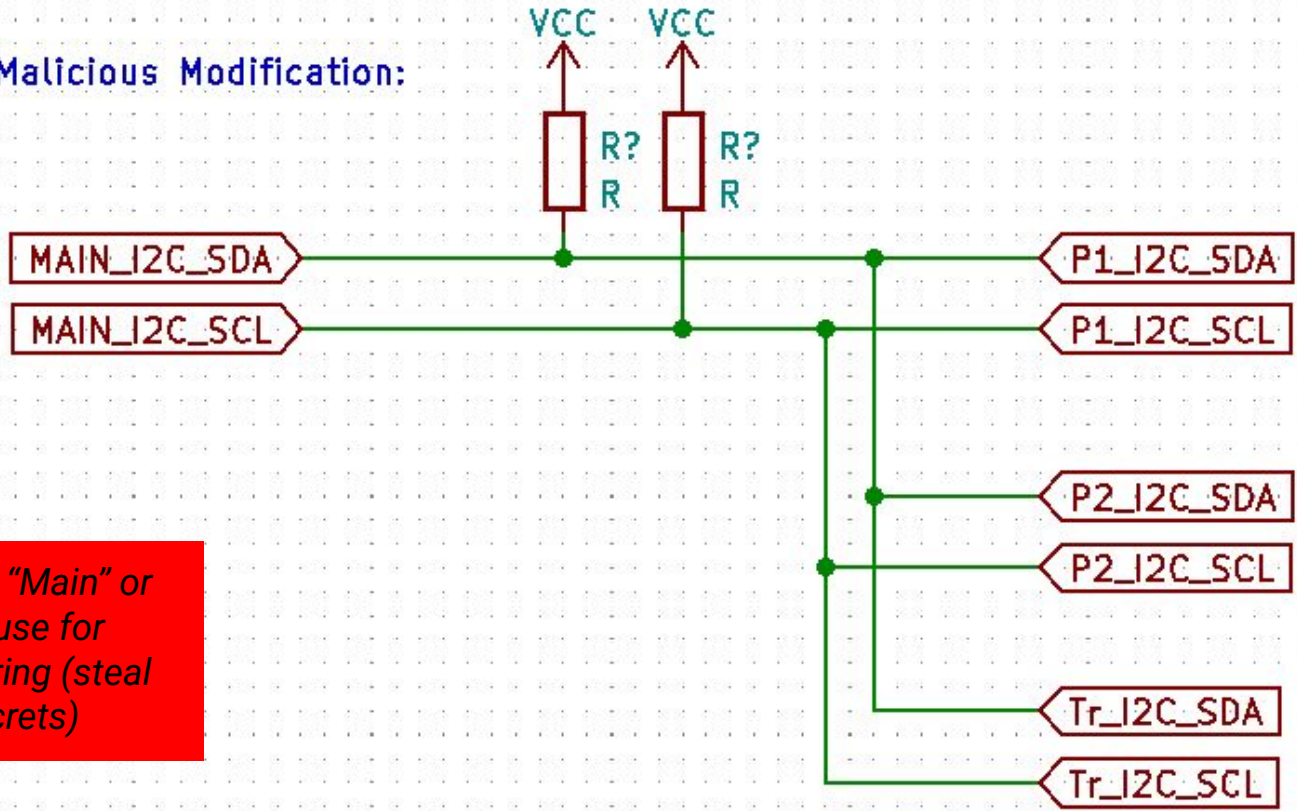 VCC VCC
Malicious Modification:
R? R?
R R
MAIN_I2C_SDA P1_I2C_SDA
MAIN_I2C_SCL P1_I2C_SCL
P2_I2C_SDA
“Main” or
P2_I2C_SCL
use for
(steal
Tr_I2C_SDA
Tr_I2C_SCL